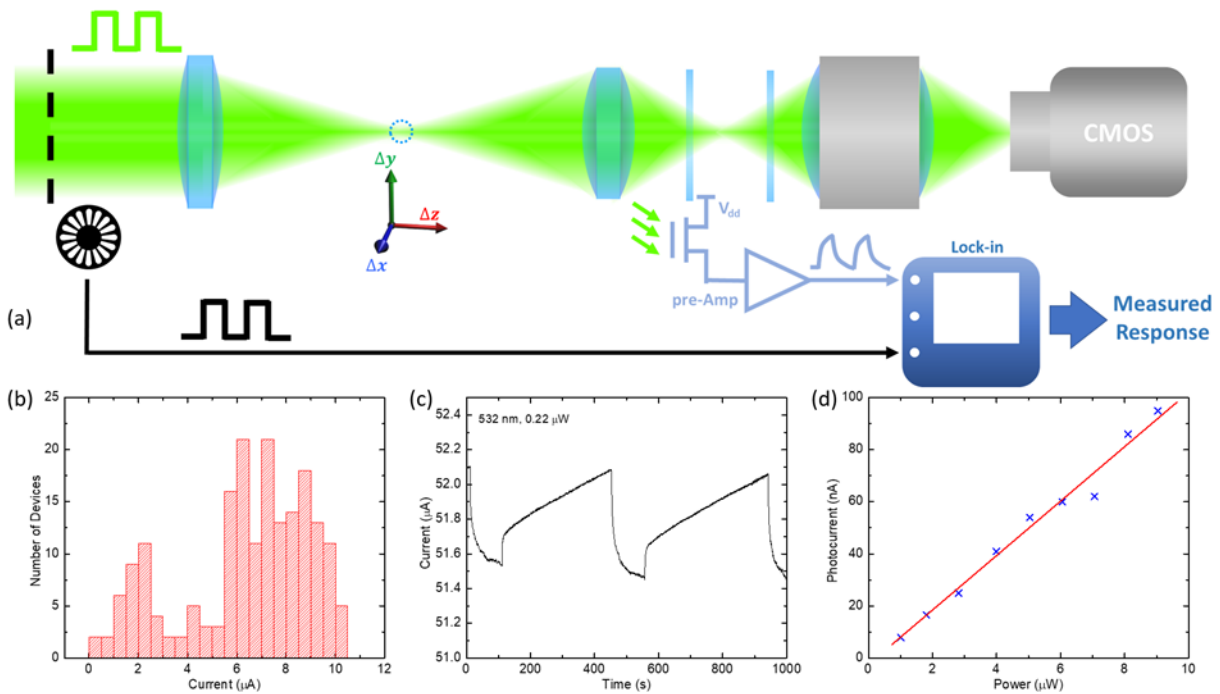 CMOS
Δy
Δz
Δx
V_dd
pre-Amp
Lock-in
Measured
Response
(a)
(b)
25
20
15
10
5
0
Number of Devices
0 2 4 6 8 10 12
Current (μA)
(c)
532 nm, 0.22 μW
52.4
52.2
52.0
51.8
51.6
51.4
51.2
51.0
Current (μA)
0 200 400 600 800 1000
Time (s)
(d)
100
80
60
40
20
0
Photocurrent (nA)
0 2 4 6 8 10
Power (μW)